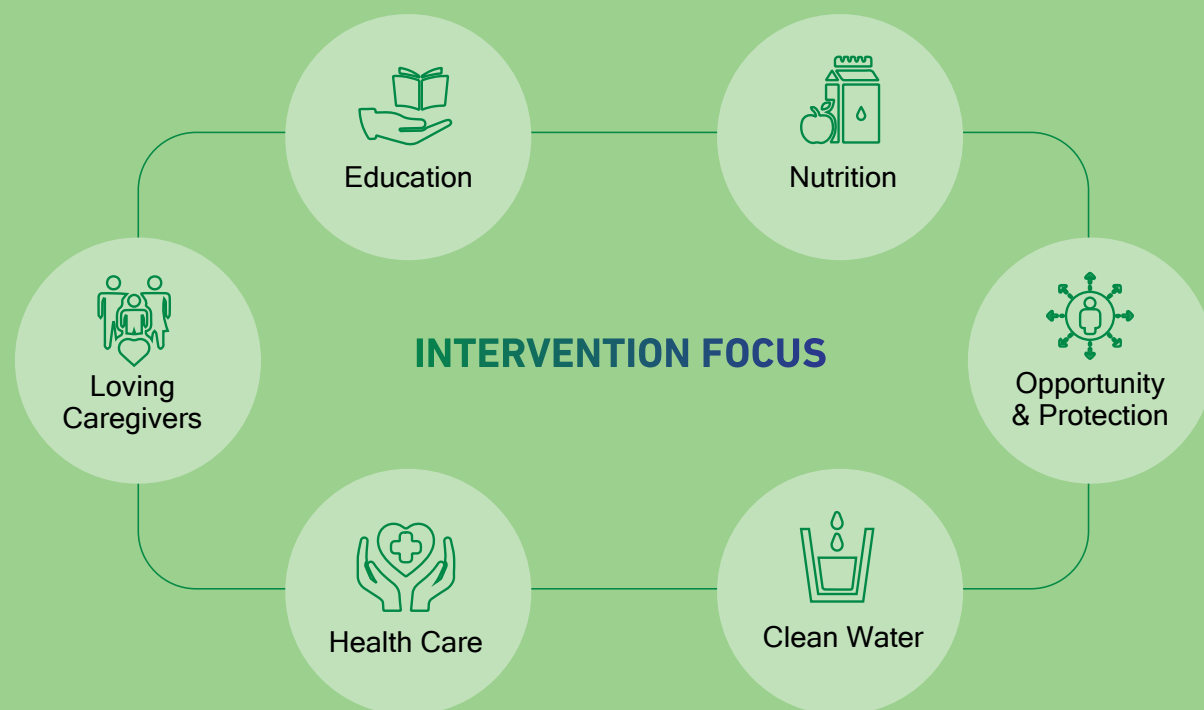 Education
Nutrition
Loving
Caregivers
INTERVENTION FOCUS
Opportunity
& Protection
Health Care
Clean Water